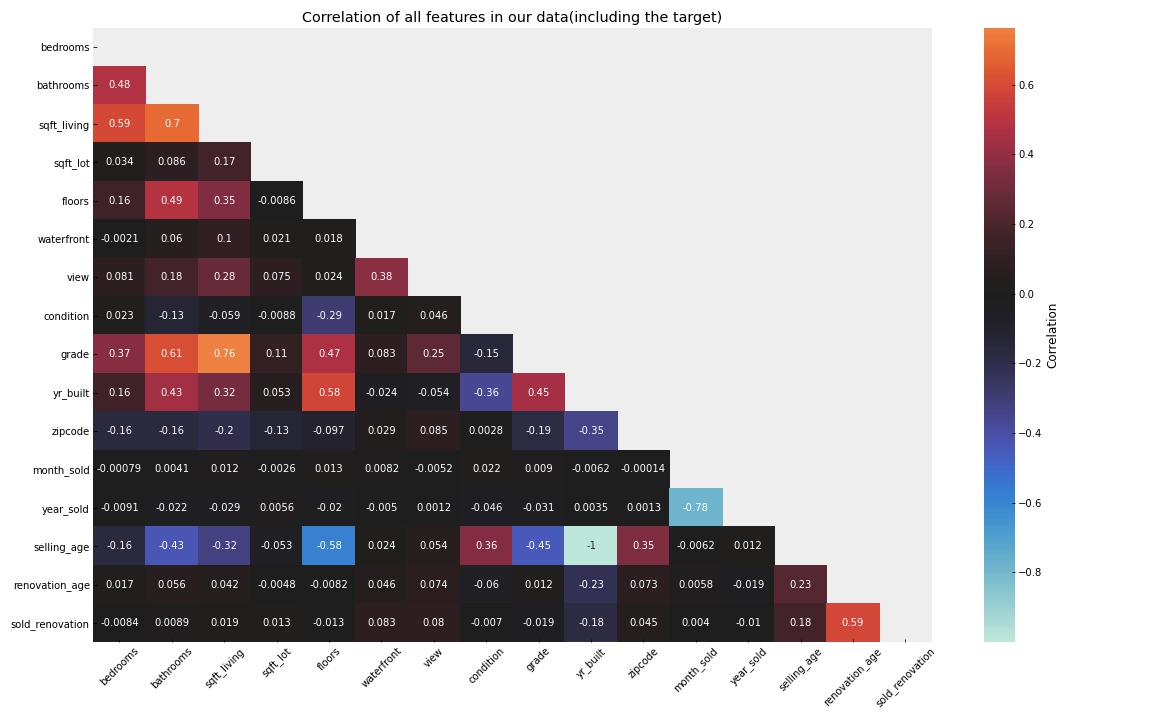 Correlation of all features in our data(including the target)
bedrooms
bathrooms 0.48
sqft_living 0.59 0.7
sqft_lot 0.034 0.086 0.17
floors 0.16 0.49 0.35 -0.0086
waterfront -0.0021 0.06 0.1 0.021 0.018
view 0.081 0.18 0.28 0.075 0.024 0.38
condition 0.023 -0.13 -0.059 -0.0088 -0.29 0.017 0.046
grade 0.37 0.61 0.76 0.11 0.47 0.083 0.25 -0.15
yr_built 0.16 0.43 0.32 0.053 0.58 -0.024 -0.054 -0.36 0.45
zipcode -0.16 -0.16 -0.2 -0.13 -0.097 0.029 0.085 0.0028 -0.19 -0.35
month_sold -0.00079 0.0041 0.012 -0.0026 0.013 0.0082 -0.0052 0.022 0.009 -0.0062 -0.00014
year_sold -0.0091 -0.022 -0.029 0.0056 -0.02 -0.005 0.0012 -0.046 -0.031 0.0035 0.0013 -0.78
selling_age -0.16 -0.43 -0.32 -0.053 -0.58 0.024 0.054 0.36 -0.45 -1 0.35 -0.0062 0.012
renovation_age 0.017 0.056 0.042 -0.0048 -0.0082 0.046 0.074 -0.06 0.012 -0.23 0.073 0.0058 -0.019 0.23
sold_renovation -0.0084 0.0089 0.019 0.013 -0.013 0.083 0.08 -0.007 -0.019 -0.18 0.045 0.004 -0.01 0.18 0.59
bedrooms bathrooms sqft_living sqft_lot floors waterfront view condition grade yr_built zipcode month_sold year_sold selling_age renovation_age sold_renovation
0.6
0.4
0.2
0.0
−0.2
−0.4
−0.6
−0.8
Correlation